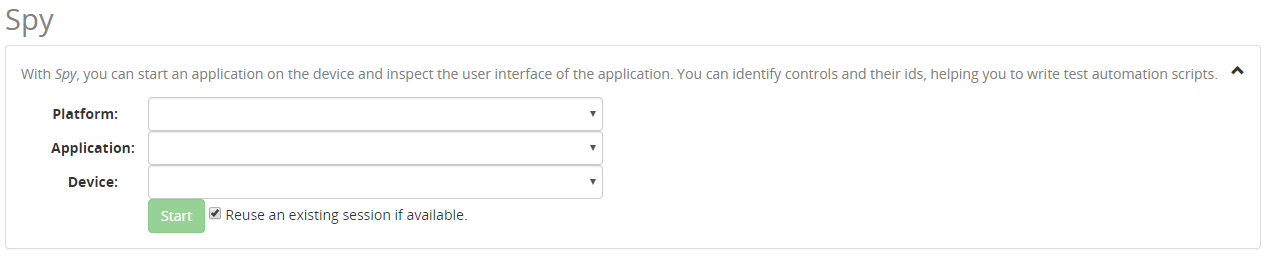 Spy
With Spy, you can start an application on the device and inspect the user interface of the application. You can identify controls and their ids, helping you to write test automation scripts.
Platform:
Application:
Device:
Start Reuse an existing session if available.